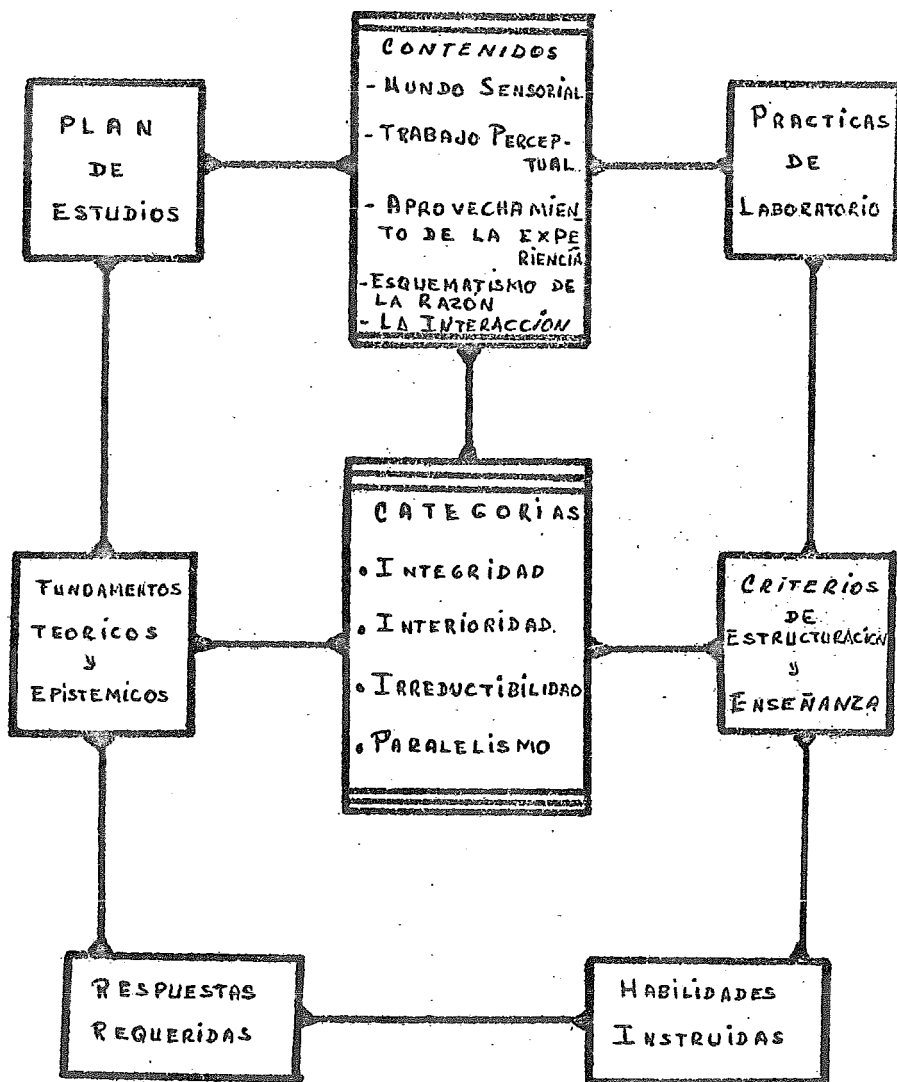 CONTENIDOS
- MUNDO SENSORIAL
- TRABAJO PERCEP-
TUAL.
- APROVECHAMIEN
TO DE LA EXPE
RIENCIA
- ESQUEMATISMO DE
LA RAZÓN
- LA INTERACCIÓN
PLAN
DE
ESTUDIOS
PRACTICAS
DE
LABORATORIO
CATEGORIAS
• INTEGRIDAD
• INTERIORIDAD.
• IRREDUCTIBILIDAD
• PARALELISMO
FUNDAMENTOS
TEORICOS
Y
EPISTEMICOS
CRITERIOS
DE
ESTRUCTURACION
Y
ENSEÑANZA
RESPUESTAS
REQUERIDAS
HABILIDADES
INSTRUIDAS